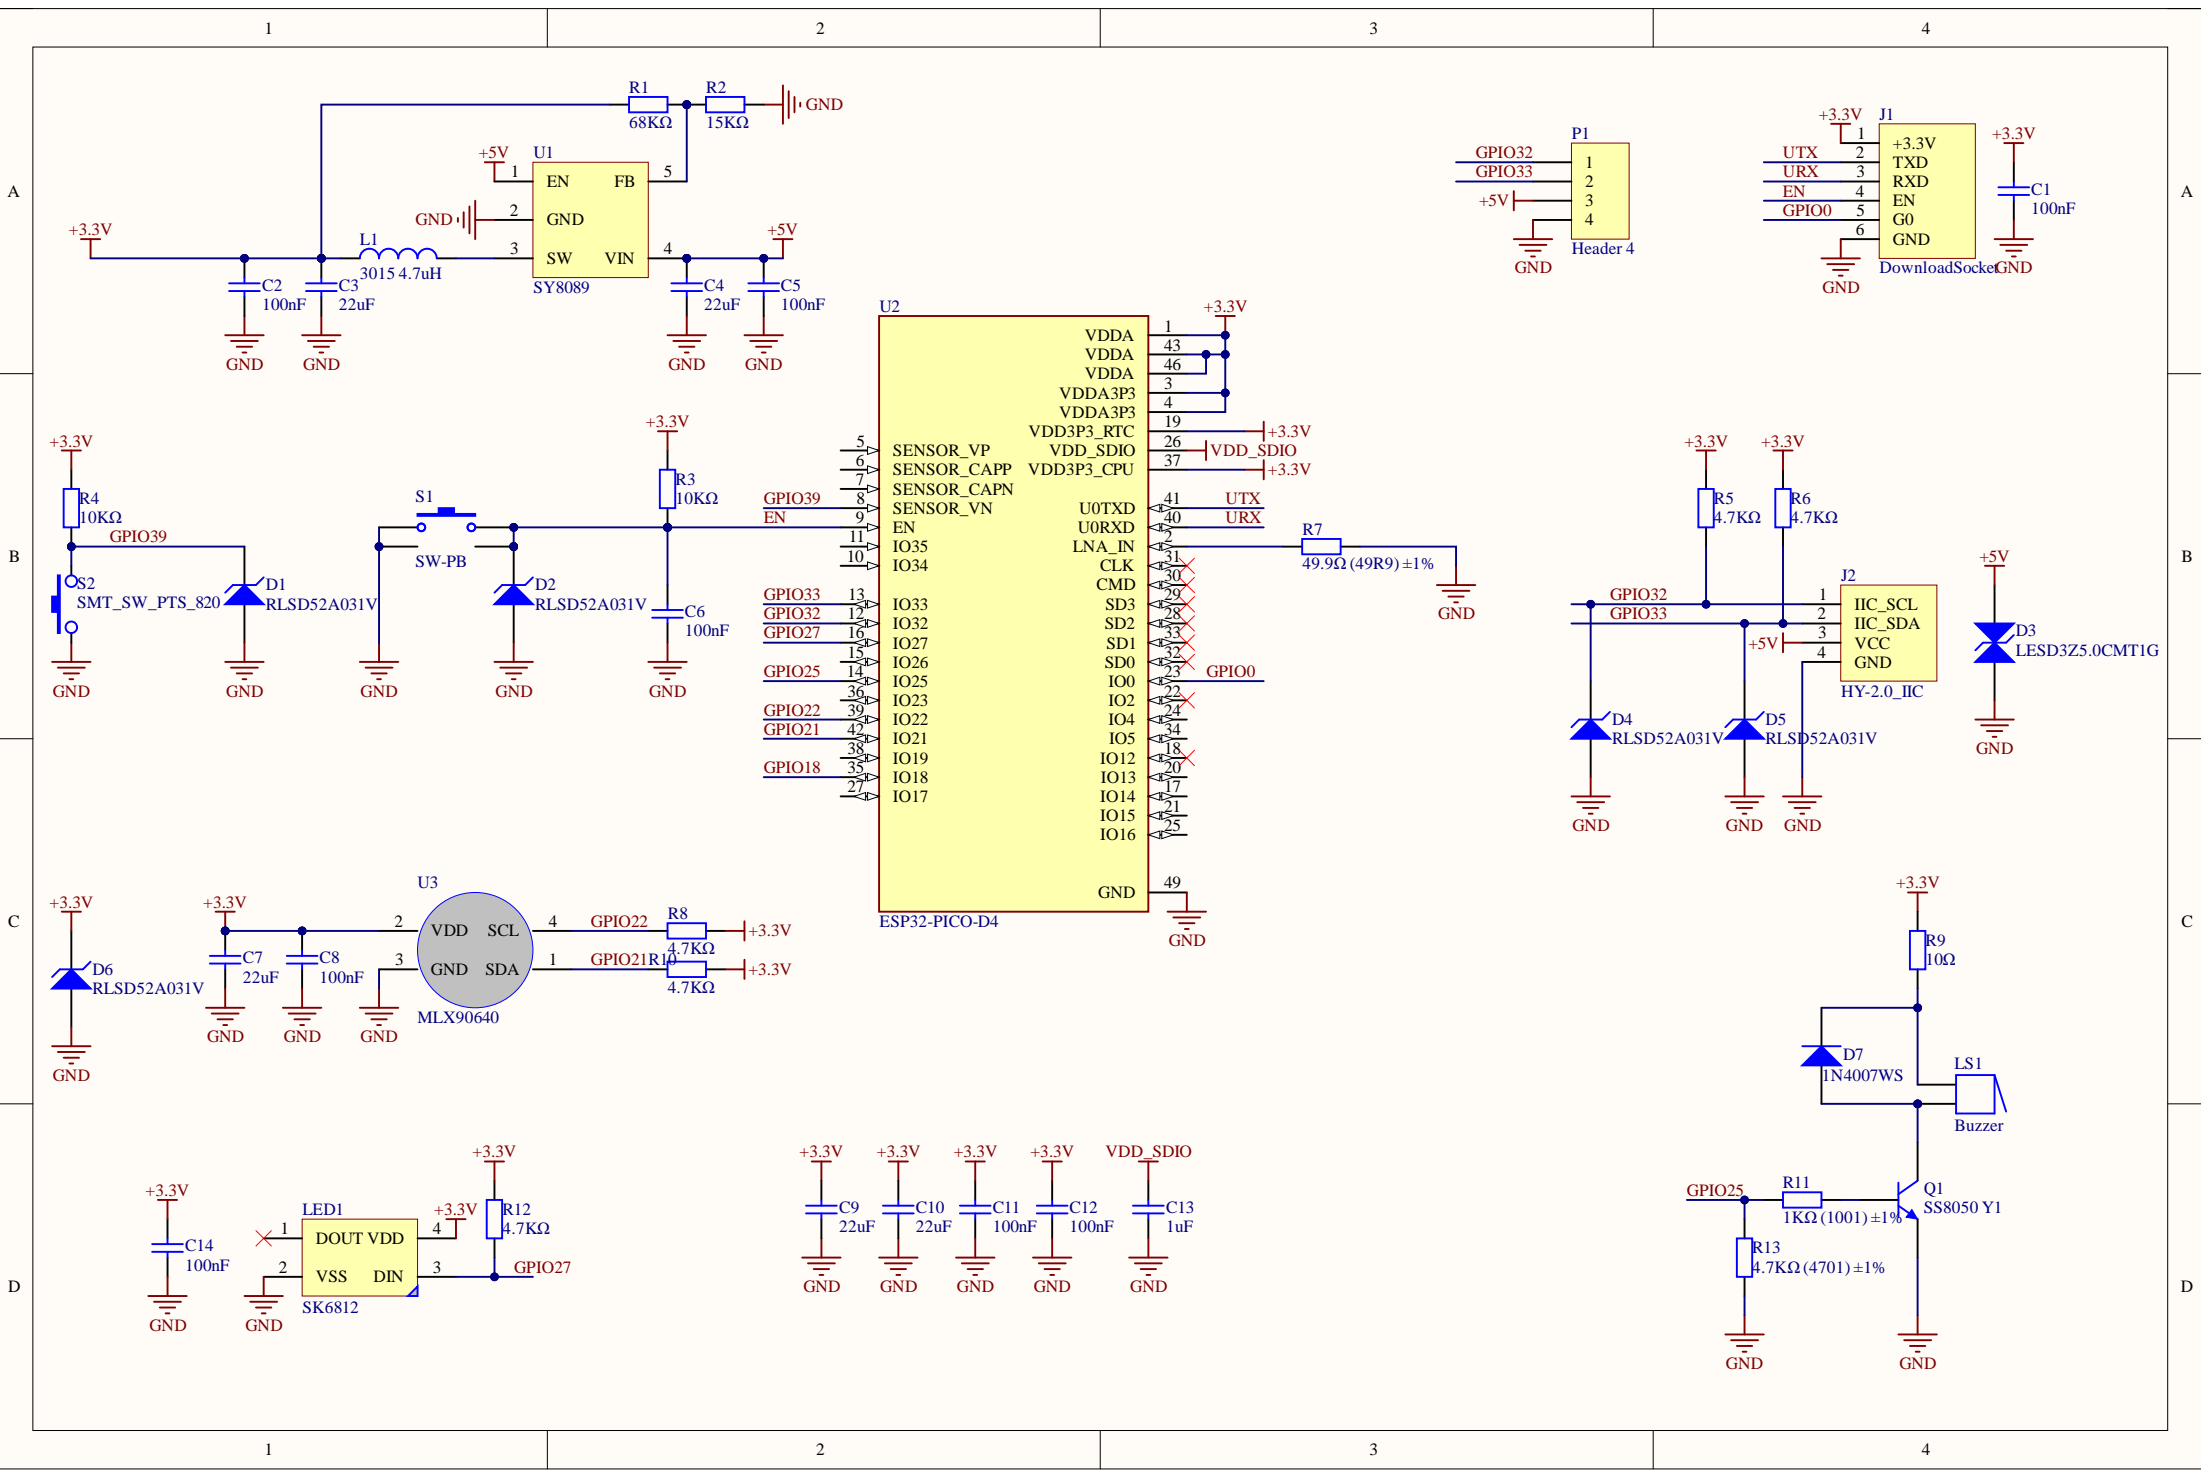 1 2 3 4
A B C D
A B C D
1 2 3 4
R1
68KΩ
R2
15KΩ
GND
+5V
U1
1 EN FB 5
GND 2 GND
3 SW VIN 4
SY8089
+3.3V
L1
3015 4.7uH
+5V
C2
100nF
C3
22uF
C4
22uF
C5
100nF
GND GND GND GND
P1
GPIO32 1
GPIO33 2
+5V 3
4
GND
Header 4
+3.3V
J1
1 +3.3V
UTX 2 TXD
URX 3 RXD
EN 4 EN
GPIO0 5 G0
6 GND
DownloadSocket
GND
+3.3V
C1
100nF
GND
U2
+3.3V
VDDA 1
VDDA 43
VDDA 46
VDDA3P3 3
VDDA3P3 4
VDD3P3_RTC 19 +3.3V
VDD_SDIO 26 VDD_SDIO
VDD3P3_CPU 37 +3.3V
U0TXD 41 UTX
U0RXD 40 URX
LNA_IN 2
CLK 31
CMD 30
SD3 29
SD2 28
SD1 33
SD0 32
IO0 23 GPIO0
IO2 22
IO4 24
IO5 34
IO12 18
IO13 20
IO14 17
IO15 21
IO16 25
GND 49
GND
5 SENSOR_VP
6 SENSOR_CAPP
7 SENSOR_CAPN
GPIO39 8 SENSOR_VN
EN 9 EN
11 IO35
10 IO34
GPIO33 13 IO33
GPIO32 12 IO32
GPIO27 16 IO27
15 IO26
GPIO25 14 IO25
36 IO23
GPIO22 39 IO22
GPIO21 42 IO21
38 IO19
GPIO18 35 IO18
27 IO17
ESP32-PICO-D4
R7
49.9Ω (49R9) ±1%
GND
+3.3V
R4
10KΩ
GPIO39
S2
SMT_SW_PTS_820
D1
RLSD52A031V
GND GND
S1
SW-PB
D2
RLSD52A031V
+3.3V
R3
10KΩ
C6
100nF
GND GND GND
+3.3V +3.3V
R5
4.7KΩ
R6
4.7KΩ
J2
GPIO32 1 IIC_SCL
GPIO33 2 IIC_SDA
+5V 3 VCC
4 GND
HY-2.0_IIC
D4
RLSD52A031V
D5
RLSD52A031V
GND GND GND
+5V
D3
LESD3Z5.0CMT1G
GND
+3.3V
D6
RLSD52A031V
GND
+3.3V
C7
22uF
C8
100nF
GND GND GND
U3
2 VDD SCL 4
3 GND SDA 1
MLX90640
GPIO22
R8
4.7KΩ
+3.3V
GPIO21
R10
4.7KΩ
+3.3V
+3.3V
R9
10Ω
D7
1N4007WS
LS1
Buzzer
GPIO25
R11
1KΩ (1001) ±1%
Q1
SS8050 Y1
R13
4.7KΩ (4701) ±1%
GND GND
+3.3V
C14
100nF
GND
LED1
1 DOUT VDD 4
2 VSS DIN 3
SK6812
GND
+3.3V
+3.3V
R12
4.7KΩ
GPIO27
+3.3V +3.3V +3.3V +3.3V VDD_SDIO
C9
22uF
C10
22uF
C11
100nF
C12
100nF
C13
1uF
GND GND GND GND GND